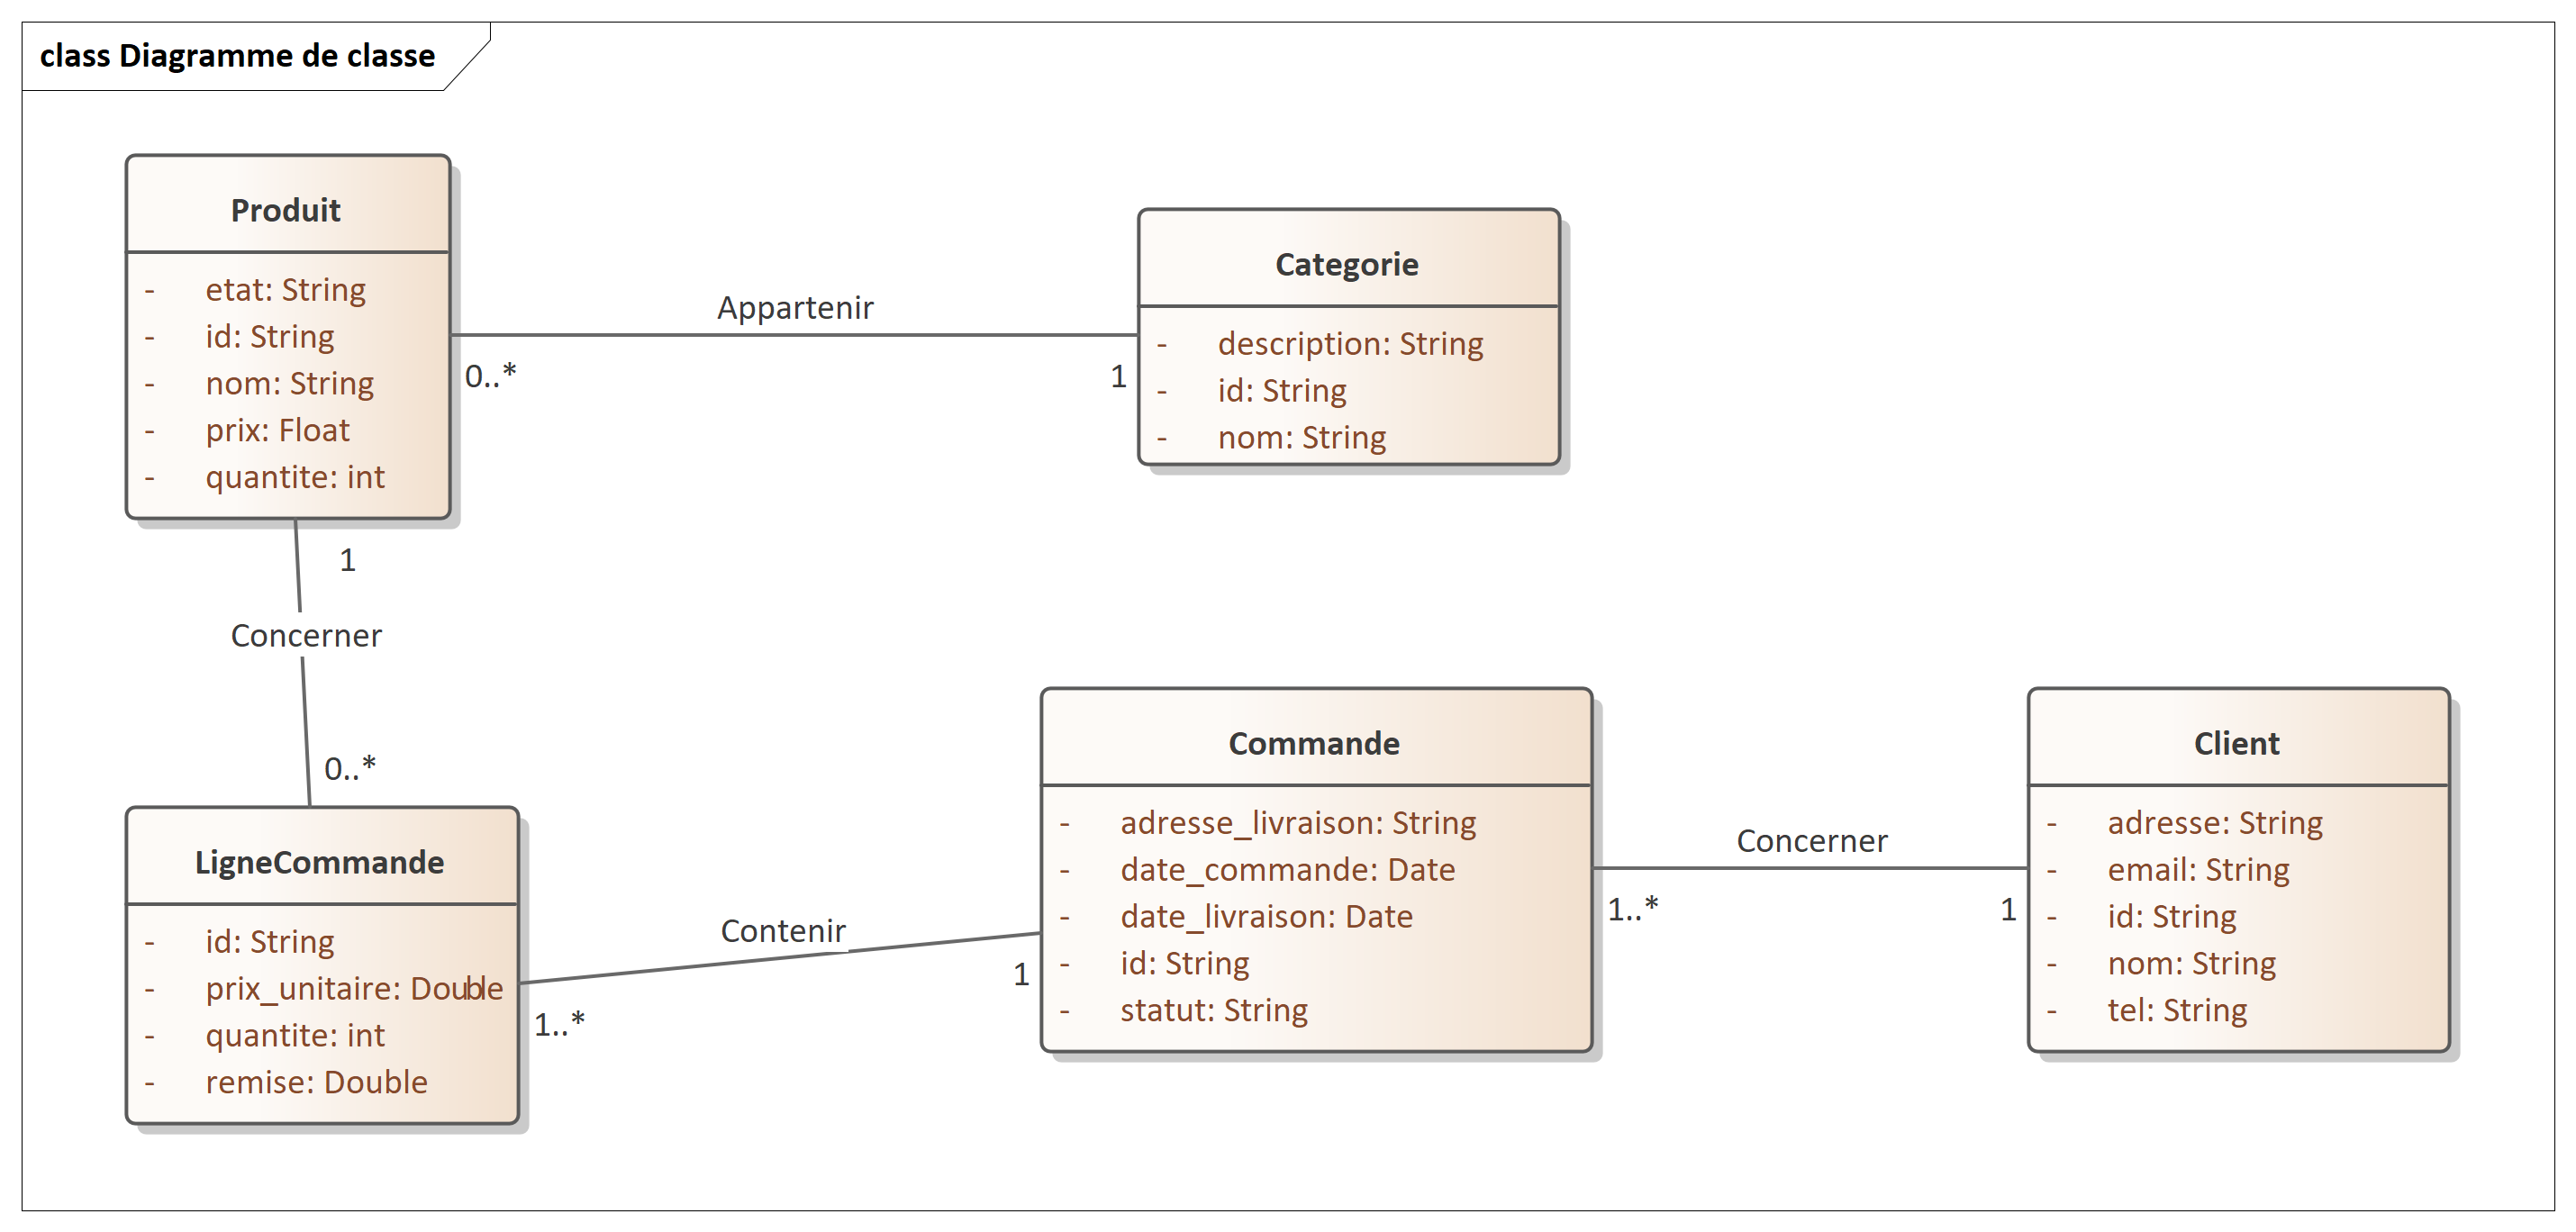 class Diagramme de classe
Produit
- etat: String
- id: String
- nom: String
- prix: Float
- quantite: int
Appartenir
0..*
1
Categorie
- description: String
- id: String
- nom: String
1
Concerner
0..*
LigneCommande
- id: String
- prix_unitaire: Double
- quantite: int
- remise: Double
Contenir
1..*
1
Commande
- adresse_livraison: String
- date_commande: Date
- date_livraison: Date
- id: String
- statut: String
Concerner
1..*
1
Client
- adresse: String
- email: String
- id: String
- nom: String
- tel: String